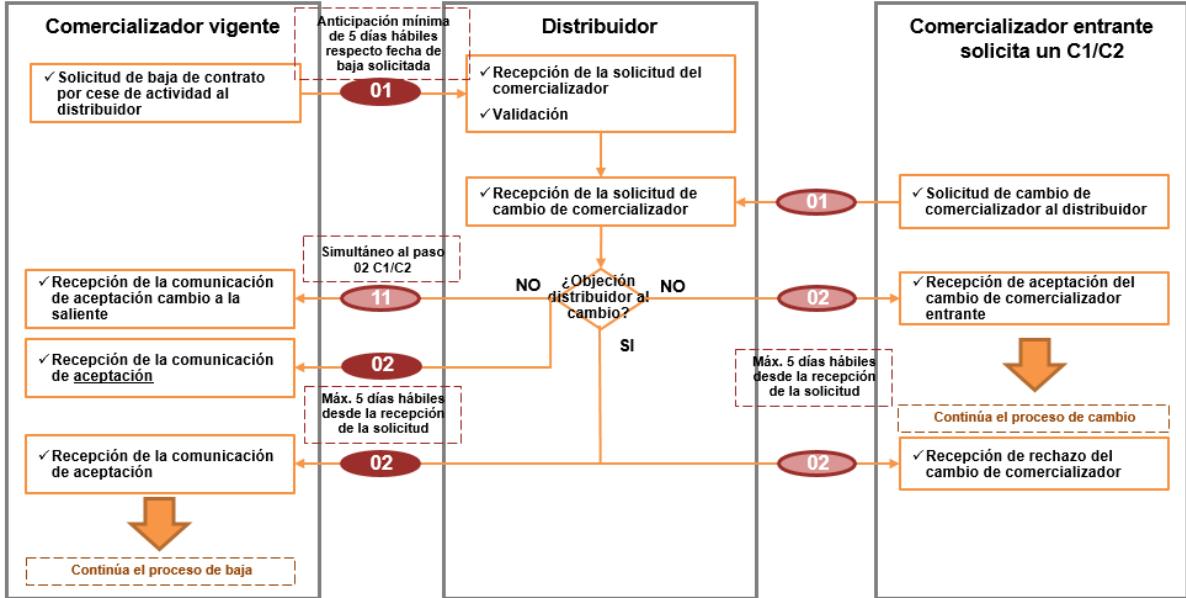 Comercializador vigente
Anticipación mínima
de 5 días hábiles
respecto fecha de
baja solicitada
Distribuidor
Comercializador entrante
solicita un C1/C2
✓ Solicitud de baja de contrato
por cese de actividad al
distribuidor
01
✓ Recepción de la solicitud del
comercializador
✓ Validación
✓ Recepción de la solicitud de
cambio de comercializador
01
✓ Solicitud de cambio de
comercializador al distribuidor
Simultáneo al paso
02 C1/C2
✓ Recepción de la comunicación
de aceptación cambio a la
saliente
11
NO
¿Objeción
distribuidor al
cambio?
NO
02
✓ Recepción de aceptación del
cambio de comercializador
entrante
SI
✓ Recepción de la comunicación
de aceptación
02
Máx. 5 días hábiles
desde la recepción
de la solicitud
Máx. 5 días hábiles
desde la recepción
de la solicitud
Continúa el proceso de cambio
✓ Recepción de la comunicación
de aceptación
02
02
✓ Recepción de rechazo del
cambio de comercializador
Continúa el proceso de baja